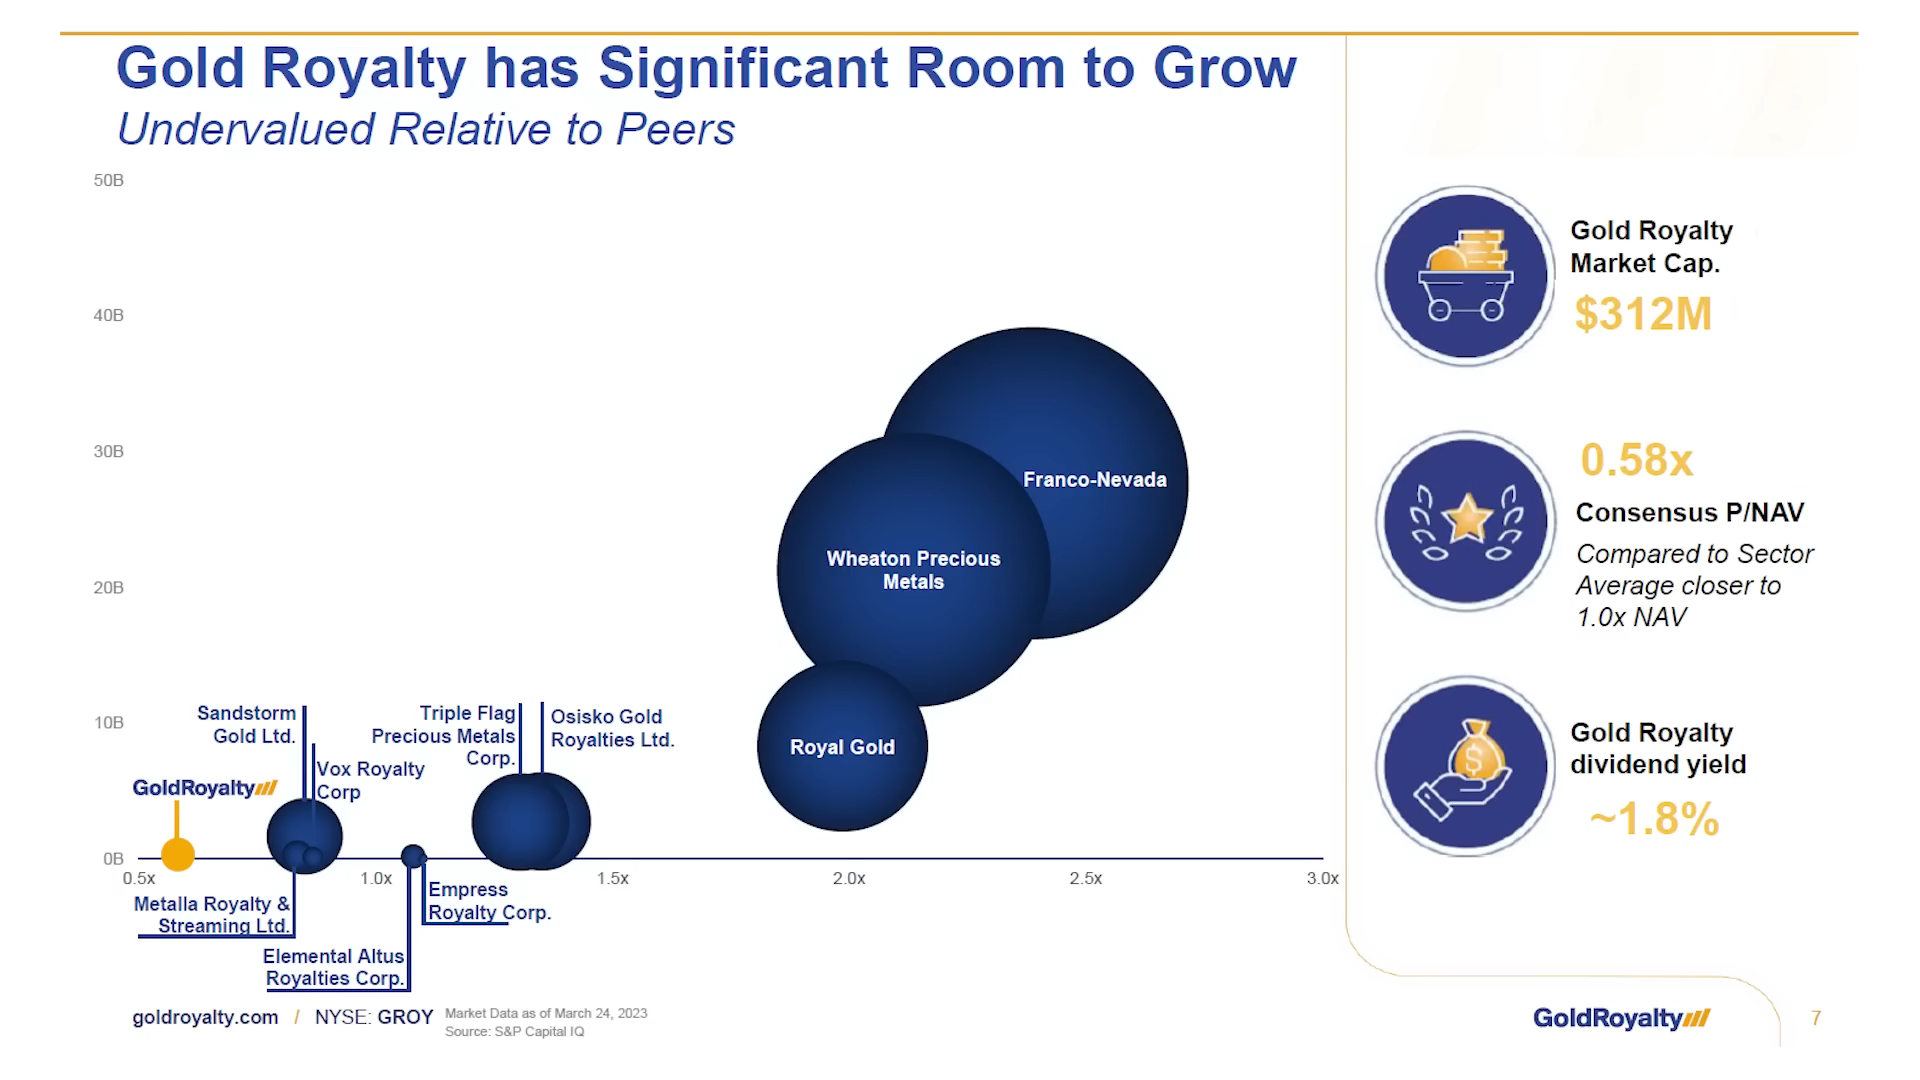 Gold Royalty has Significant Room to Grow
Undervalued Relative to Peers
50B
40B
30B
20B
10B
0B
0.5x
1.0x
1.5x
2.0x
2.5x
3.0x
Franco-Nevada
Wheaton Precious
Metals
Royal Gold
Sandstorm
Gold Ltd.
Triple Flag
Precious Metals
Corp.
Osisko Gold
Royalties Ltd.
Vox Royalty
Corp
GoldRoyalty
Metalla Royalty &
Streaming Ltd.
Empress
Royalty Corp.
Elemental Altus
Royalties Corp.
Gold Royalty
Market Cap.
$312M
0.58x
Consensus P/NAV
Compared to Sector
Average closer to
1.0x NAV
$
Gold Royalty
dividend yield
~1.8%
goldroyalty.com / NYSE: GROY
Market Data as of March 24, 2023
Source: S&P Capital IQ
GoldRoyalty
7